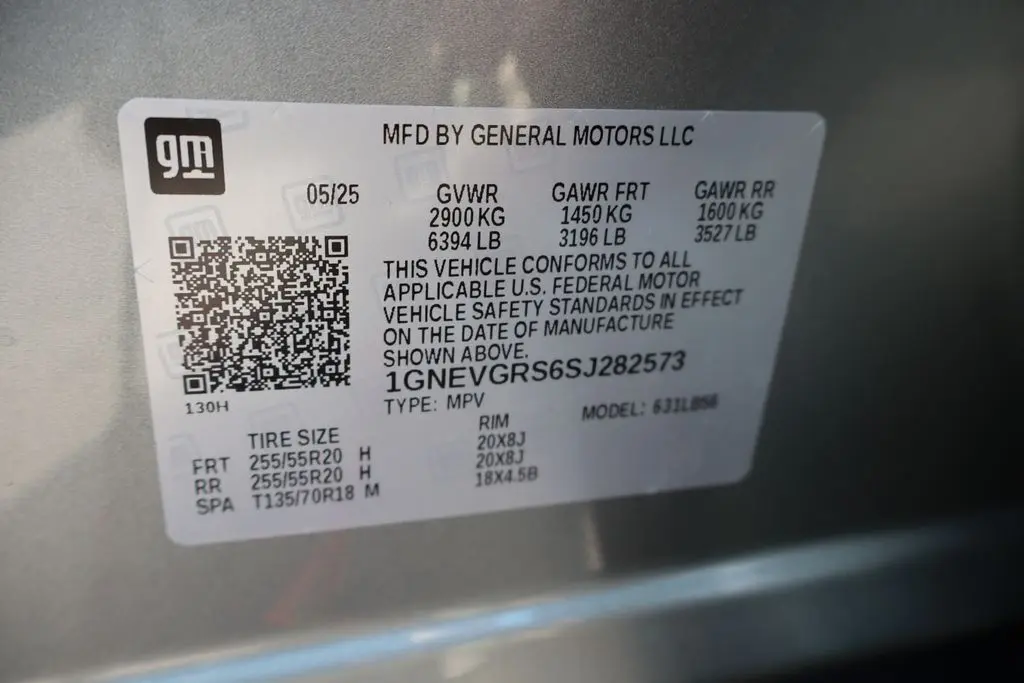 gm
MFD BY GENERAL MOTORS LLC
05/25 GVWR GAWR FRT GAWR RR
2900 KG 1450 KG 1600 KG
6394 LB 3196 LB 3527 LB
THIS VEHICLE CONFORMS TO ALL
APPLICABLE U.S. FEDERAL MOTOR
VEHICLE SAFETY STANDARDS IN EFFECT
ON THE DATE OF MANUFACTURE
SHOWN ABOVE.
1GNEVGRS6SJ282573
130H
TYPE: MPV MODEL:
TIRE SIZE RIM
FRT 255/55R20 H 20X8J
RR 255/55R20 H 20X8J
SPA T135/70R18 M 18X4.5B